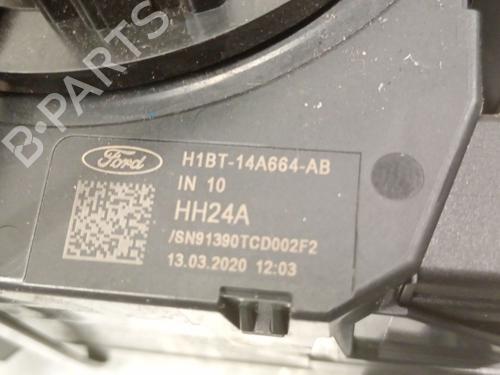 B-PARTS
Ford
H1BT-14A664-AB
IN 10
HH24A
/SN91390TCD002F2
13.03.2020 12:03